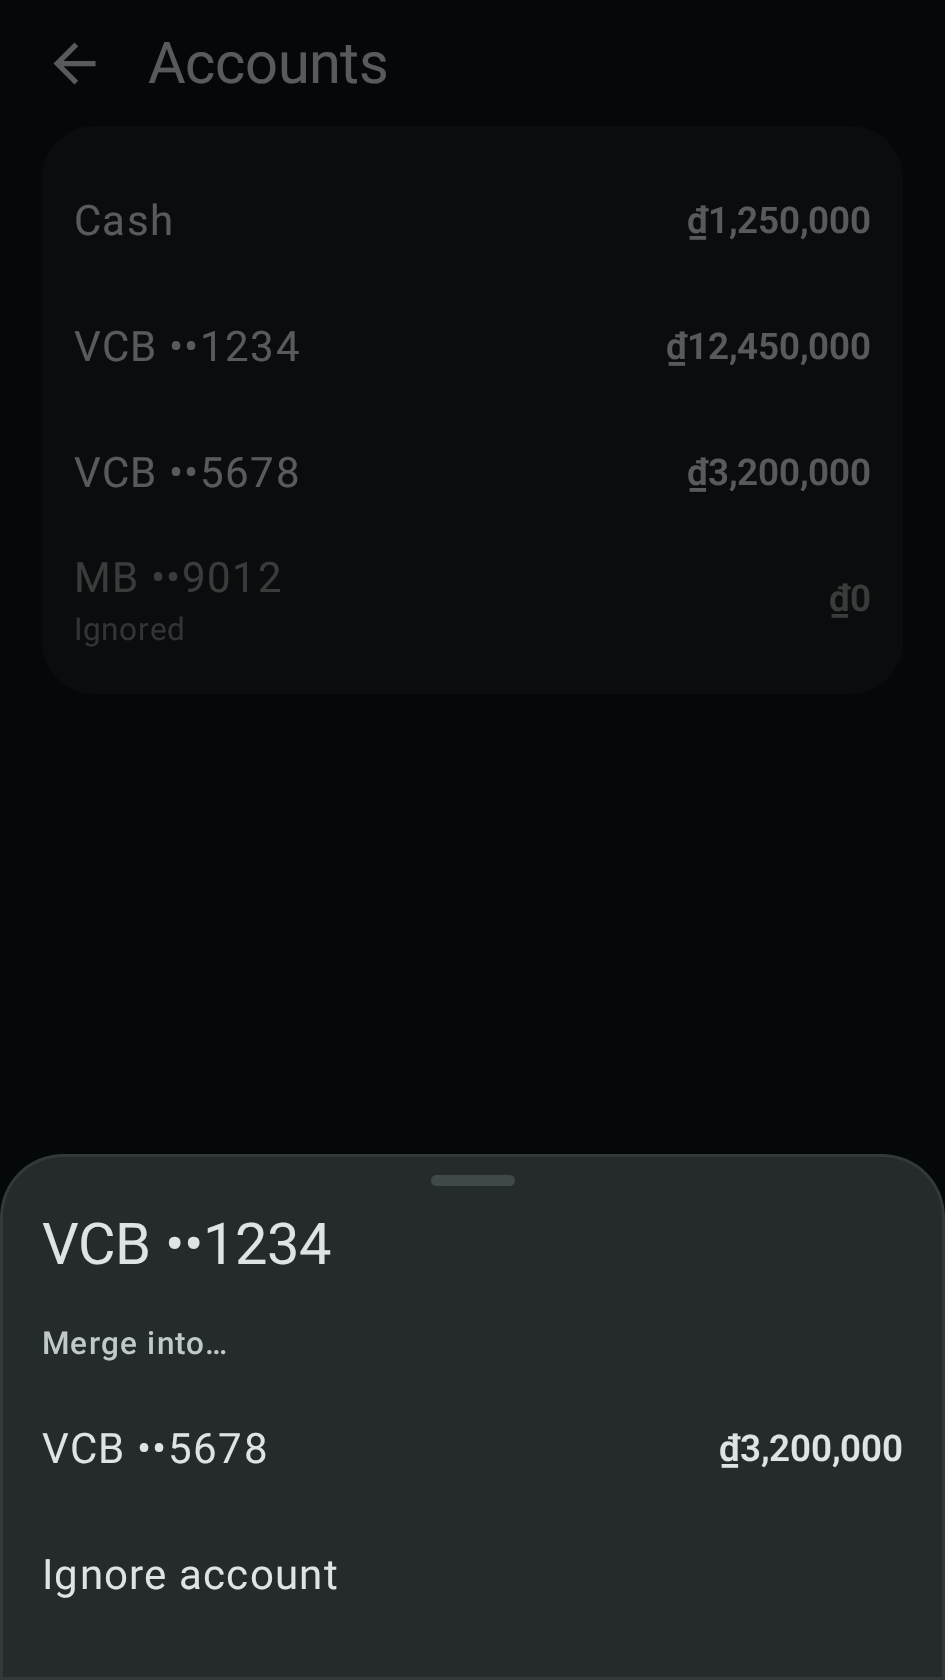 Accounts
Cash ₫1,250,000
VCB ••1234 ₫12,450,000
VCB ••5678 ₫3,200,000
MB ••9012 ₫0
Ignored
VCB ••1234
Merge into…
VCB ••5678 ₫3,200,000
Ignore account